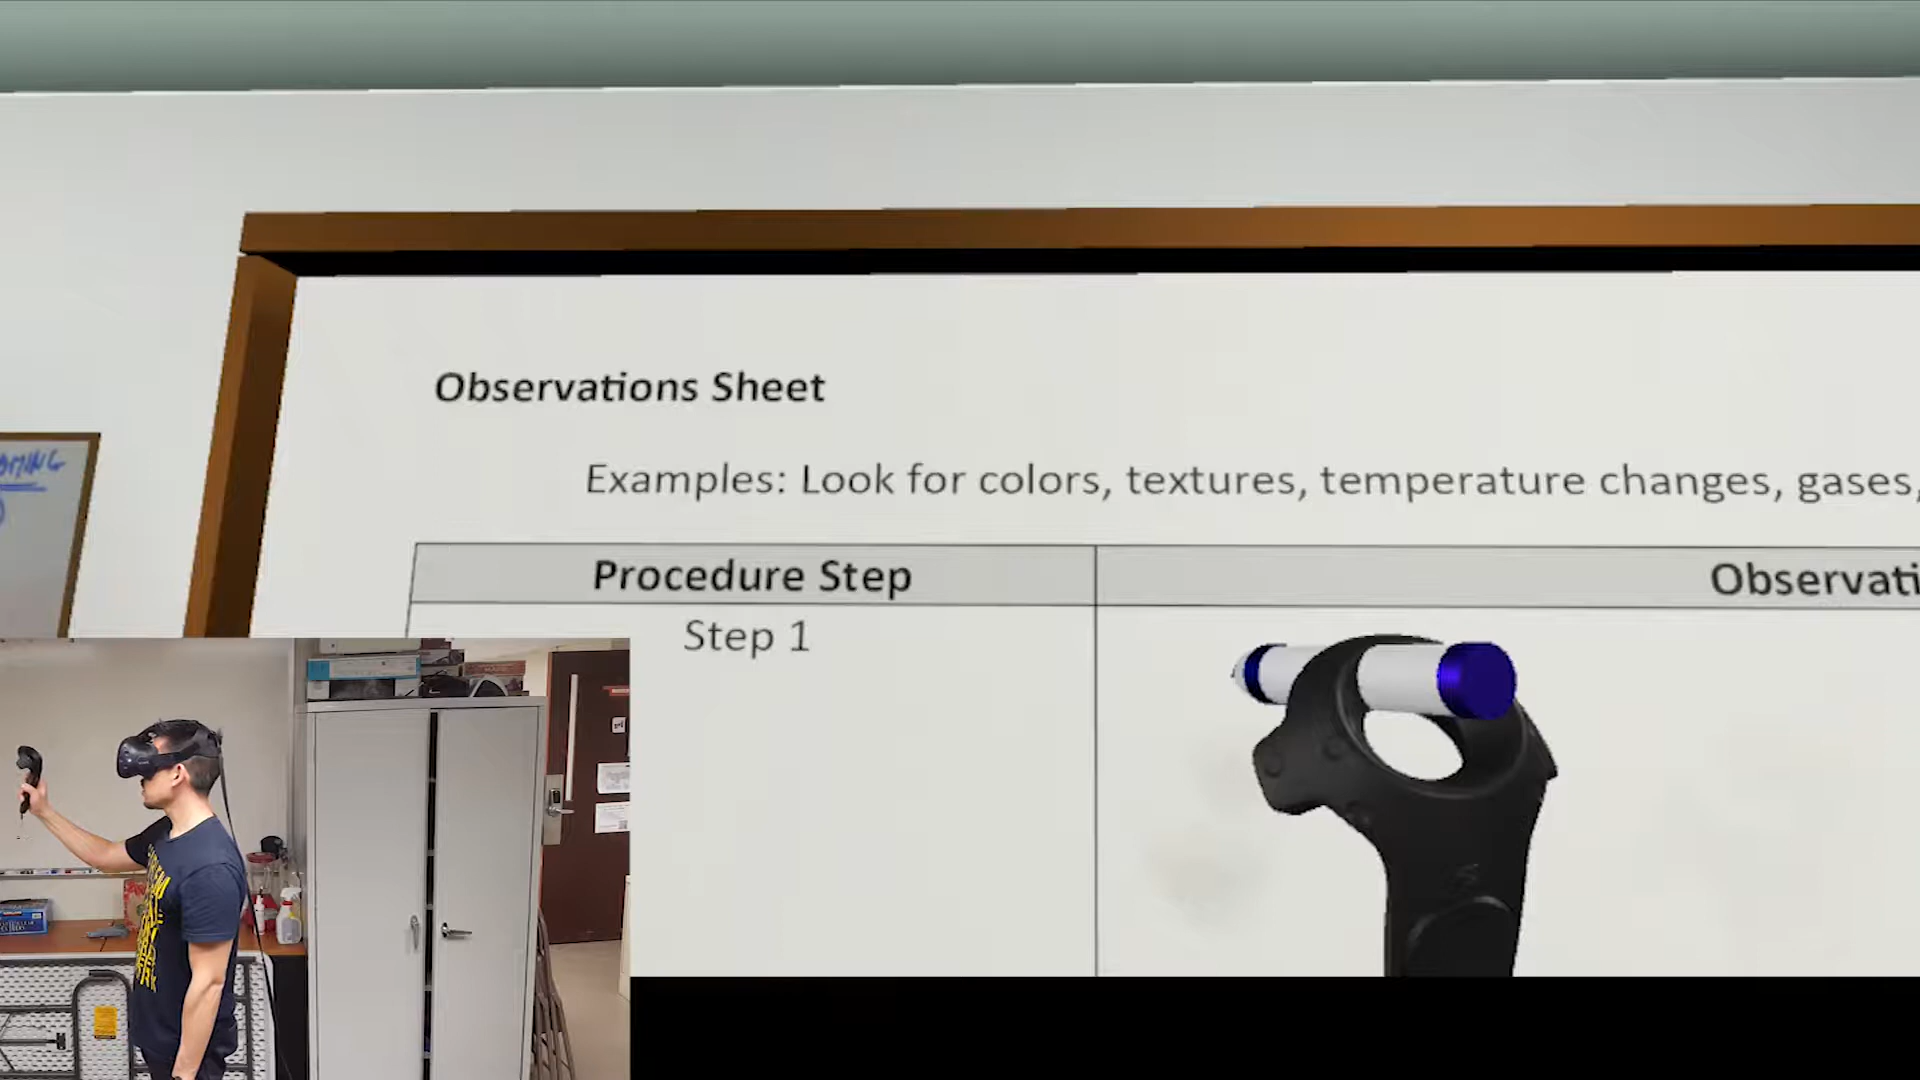 Observations Sheet
Examples: Look for colors, textures, temperature changes, gases,
Procedure Step
Observati
Step 1